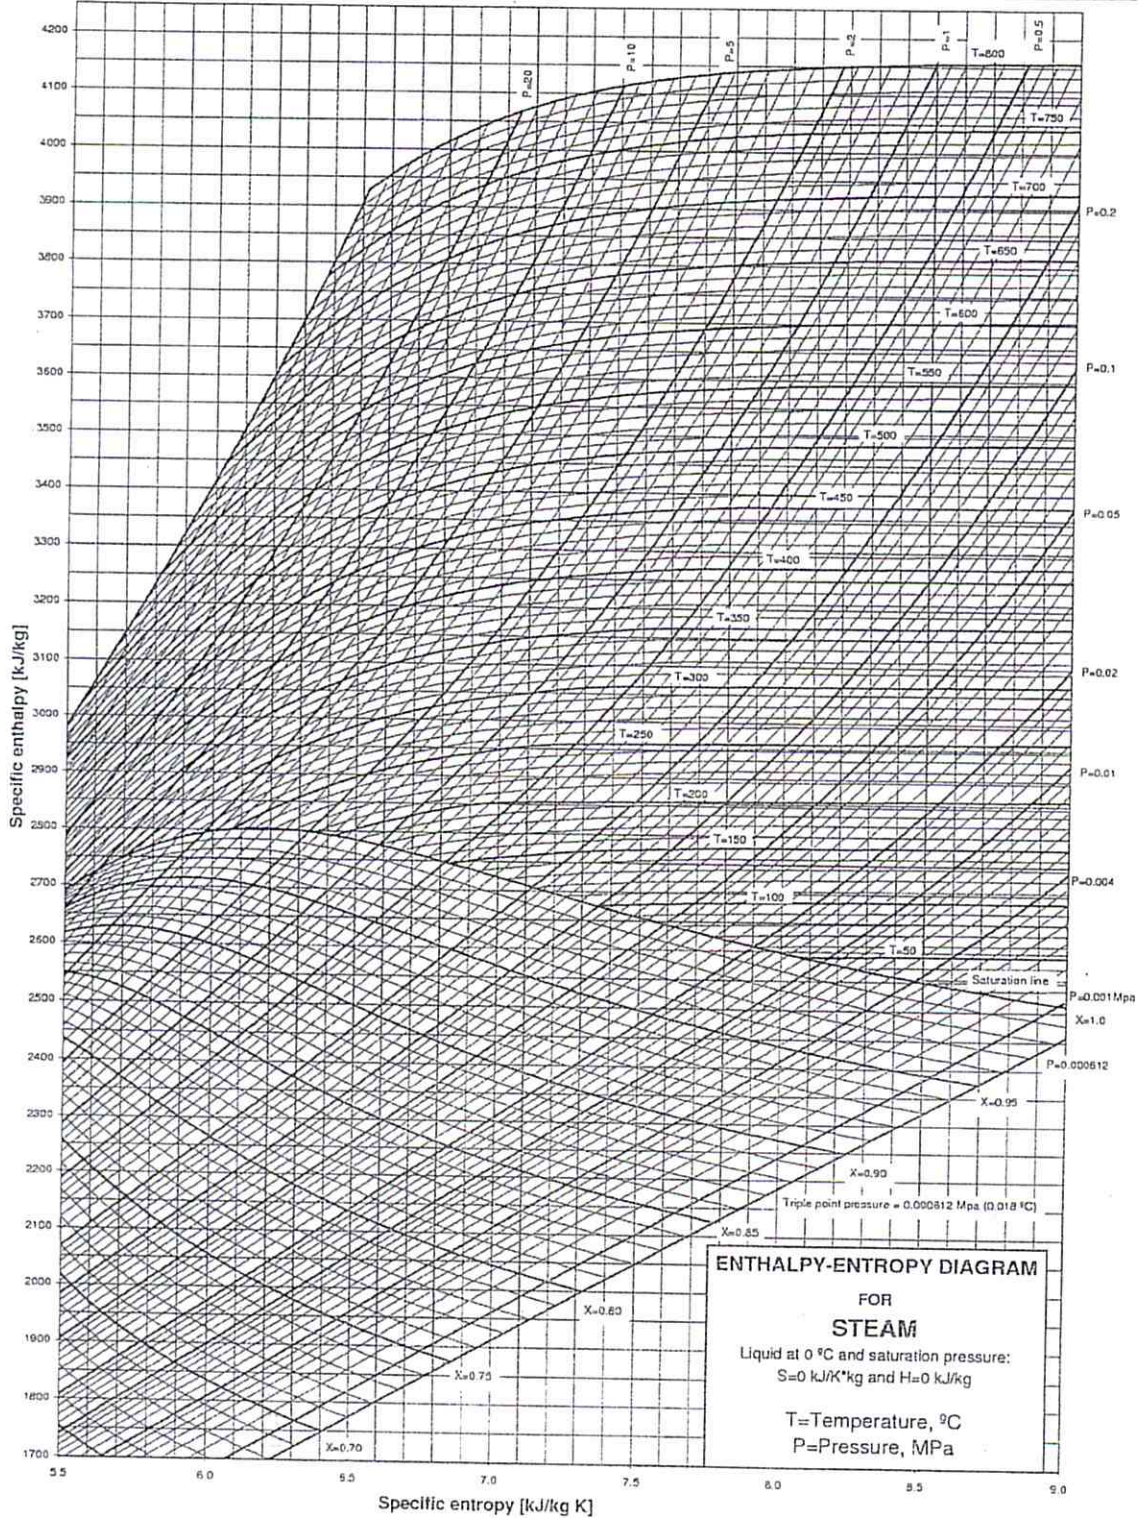 4200
4100
4000
3900
3800
3700
3600
3500
3400
3300
3200
3100
3000
2900
2800
2700
2600
2500
2400
2300
2200
2100
2000
1900
1800
1700
Specific enthalpy [kJ/kg]
P=20
P=10
P=5
P=2
P=1
P=0.5
T=800
T=750
T=700
P=0.2
T=650
T=600
P=0.1
T=550
T=500
T=450
P=0.05
T=400
T=350
T=300
P=0.02
T=250
P=0.01
T=200
T=150
P=0.004
T=100
T=50
Saturation line
P=0.001Mpa
X=1.0
P=0.000612
X=0.95
X=0.90
Triple point pressure = 0.000612 Mpa (0.018 ºC)
X=0.85
X=0.80
X=0.75
X=0.70
ENTHALPY-ENTROPY DIAGRAM
FOR
STEAM
Liquid at 0 ºC and saturation pressure:
S=0 kJ/K*kg and H=0 kJ/kg
T=Temperature, ºC
P=Pressure, MPa
5.5 6.0 6.5 7.0 7.5 8.0 8.5 9.0
Specific entropy [kJ/kg K]